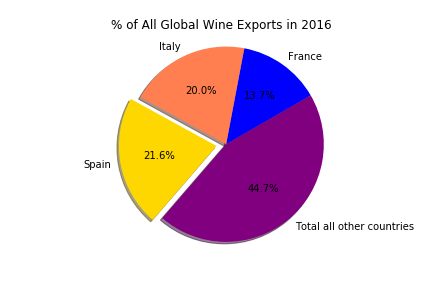 % of All Global Wine Exports in 2016
Italy
France
20.0%
13.7%
21.6%
Spain
44.7%
Total all other countries